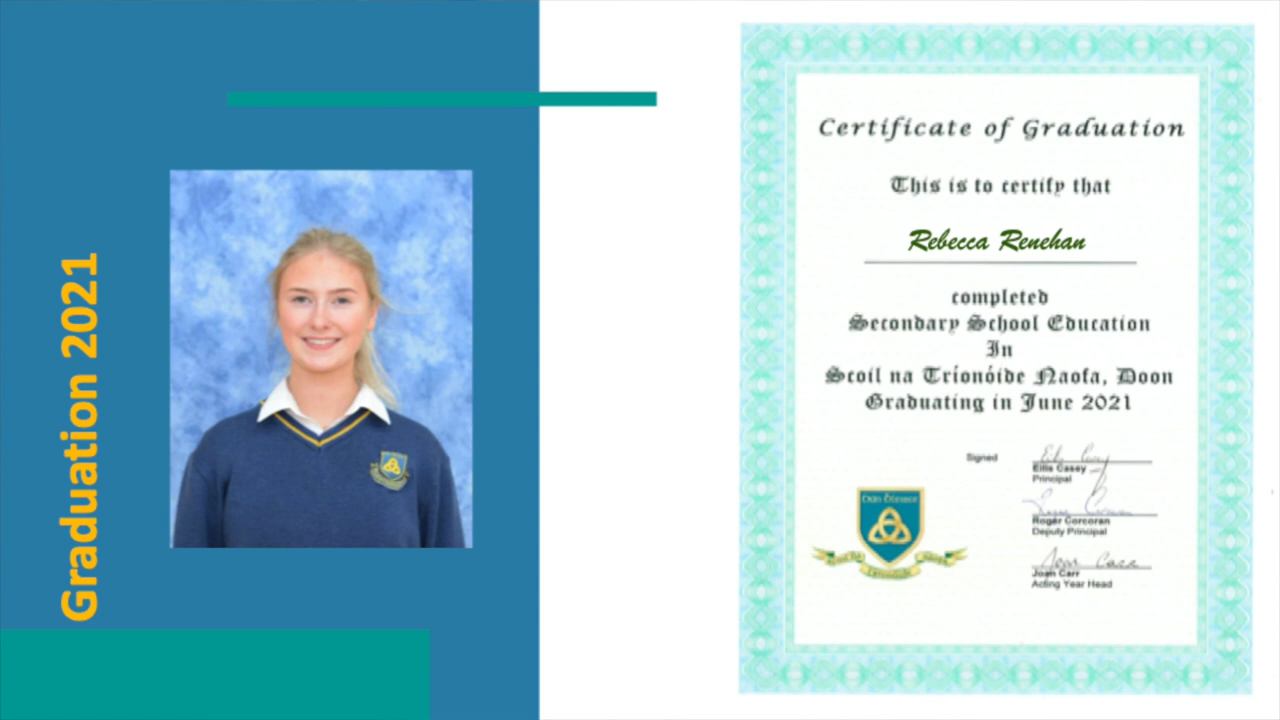 Graduation 2021
Certificate of Graduation
This is to certify that
Rebecca Renehan
completed
Secondary School Education
In
Scoil na Tríonóide Naofa, Doon
Graduating in June 2021
Signed
Eilis Casey
Principal
Roger Corcoran
Deputy Principal
Joan Carr
Acting Year Head